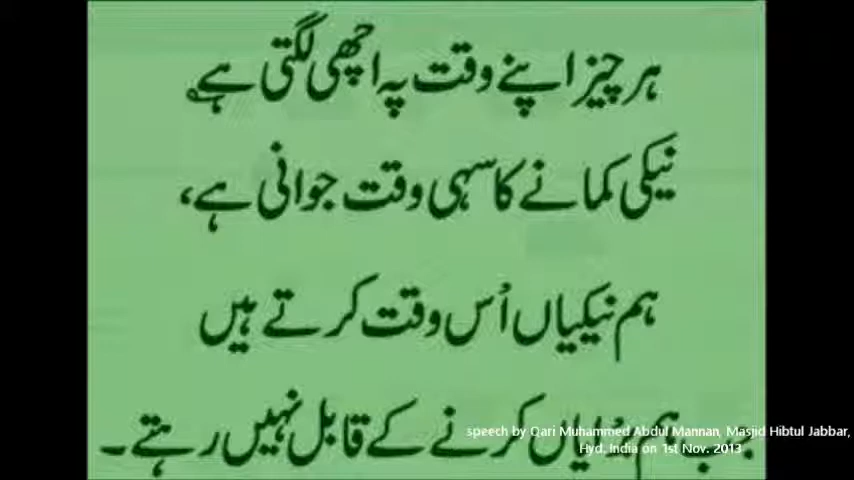 ہر چیز اپنے وقت پہ اچھی لگتی ہے
نیکی کمانے کا سہی وقت جوانی ہے،
ہم نیکیاں اُس وقت کرتے ہیں
جب ہم کرنے کے قابل نہیں رہتے۔
speech by Qari Muhammed Abdul Mannan, Masjid Hibtul Jabbar,
Hyd. India on 1st Nov. 2013